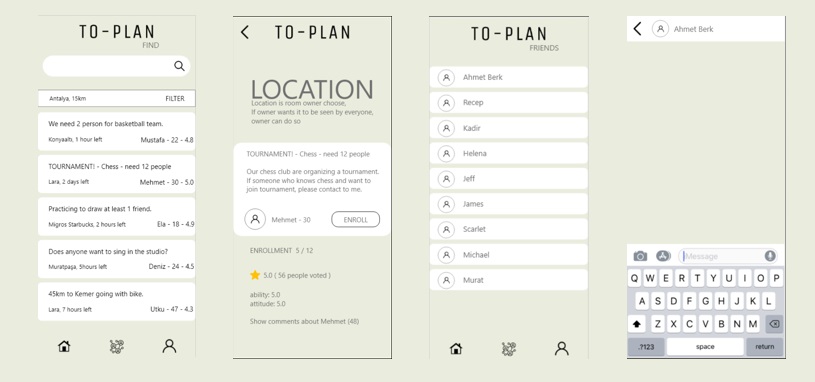 TO-PLAN
FIND
Antalya, 15km FILTER
We need 2 person for basketball team.
Konyaaltı, 1 hour left Mustafa - 22 - 4.8
TOURNAMENT! - Chess - need 12 people
Lara, 2 days left Mehmet - 30 - 5.0
Practicing to draw at least 1 friend.
Migros Starbucks, 2 hours left Ela - 18 - 4.9
Does anyone want to sing in the studio?
Muratpaşa, 5hours left Deniz - 24 - 4.5
45km to Kemer going with bike.
Lara, 7 hours left Utku - 47 - 4.3
TO-PLAN
LOCATION
Location is room owner choose,
If owner wants it to be seen by everyone,
owner can do so
TOURNAMENT! - Chess - need 12 people
Our chess club are organizing a tournament.
If someone who knows chess and want to
join tournament, please contact to me.
Mehmet - 30 ENROLL
ENROLLMENT 5 / 12
5.0 ( 56 people voted )
ability: 5.0
attitude: 5.0
Show comments about Mehmet (48)
TO-PLAN
FRIENDS
Ahmet Berk
Recep
Kadir
Helena
Jeff
James
Scarlet
Michael
Murat
Ahmet Berk
Message
Q W E R T Y U I O P
A S D F G H J K L
Z X C V B N M
.?123 space return